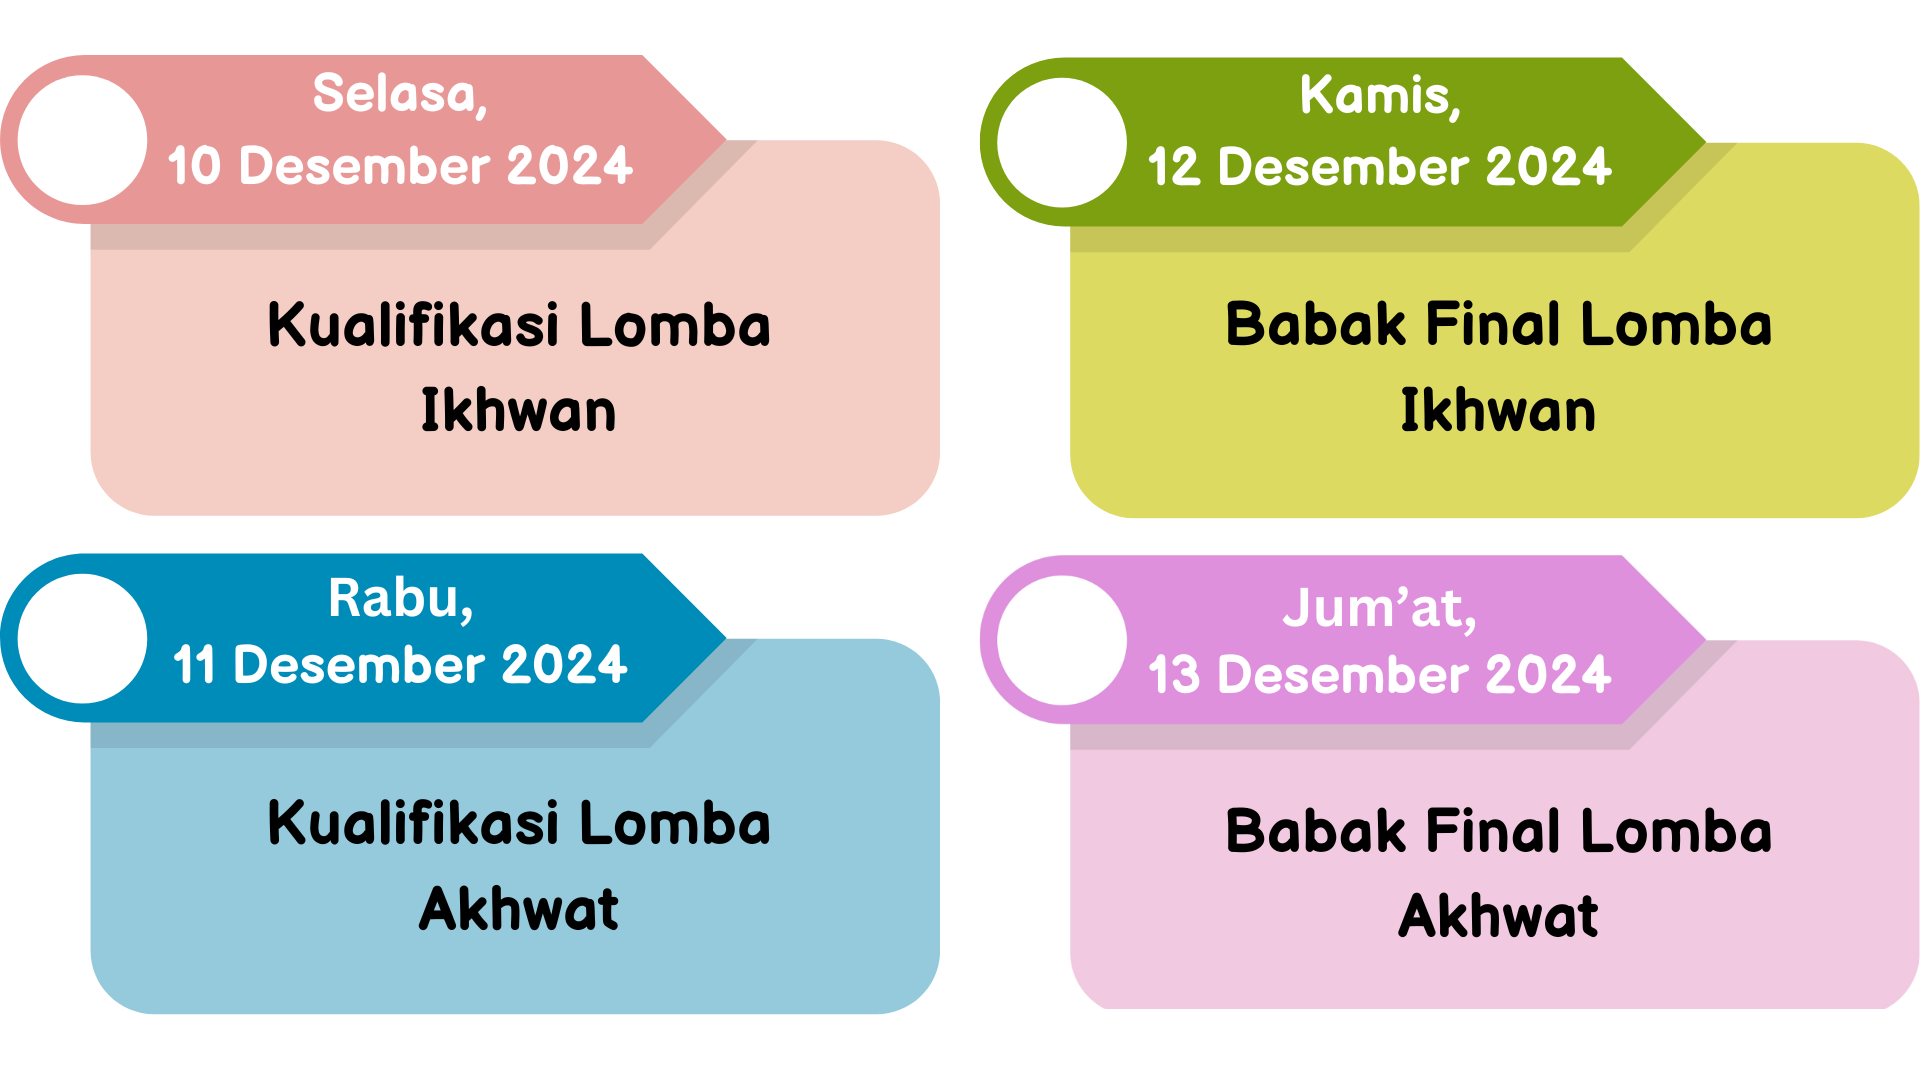 Selasa,
10 Desember 2024
Kualifikasi Lomba
Ikhwan
Rabu,
11 Desember 2024
Kualifikasi Lomba
Akhwat
Kamis,
12 Desember 2024
Babak Final Lomba
Ikhwan
Jum’at,
13 Desember 2024
Babak Final Lomba
Akhwat